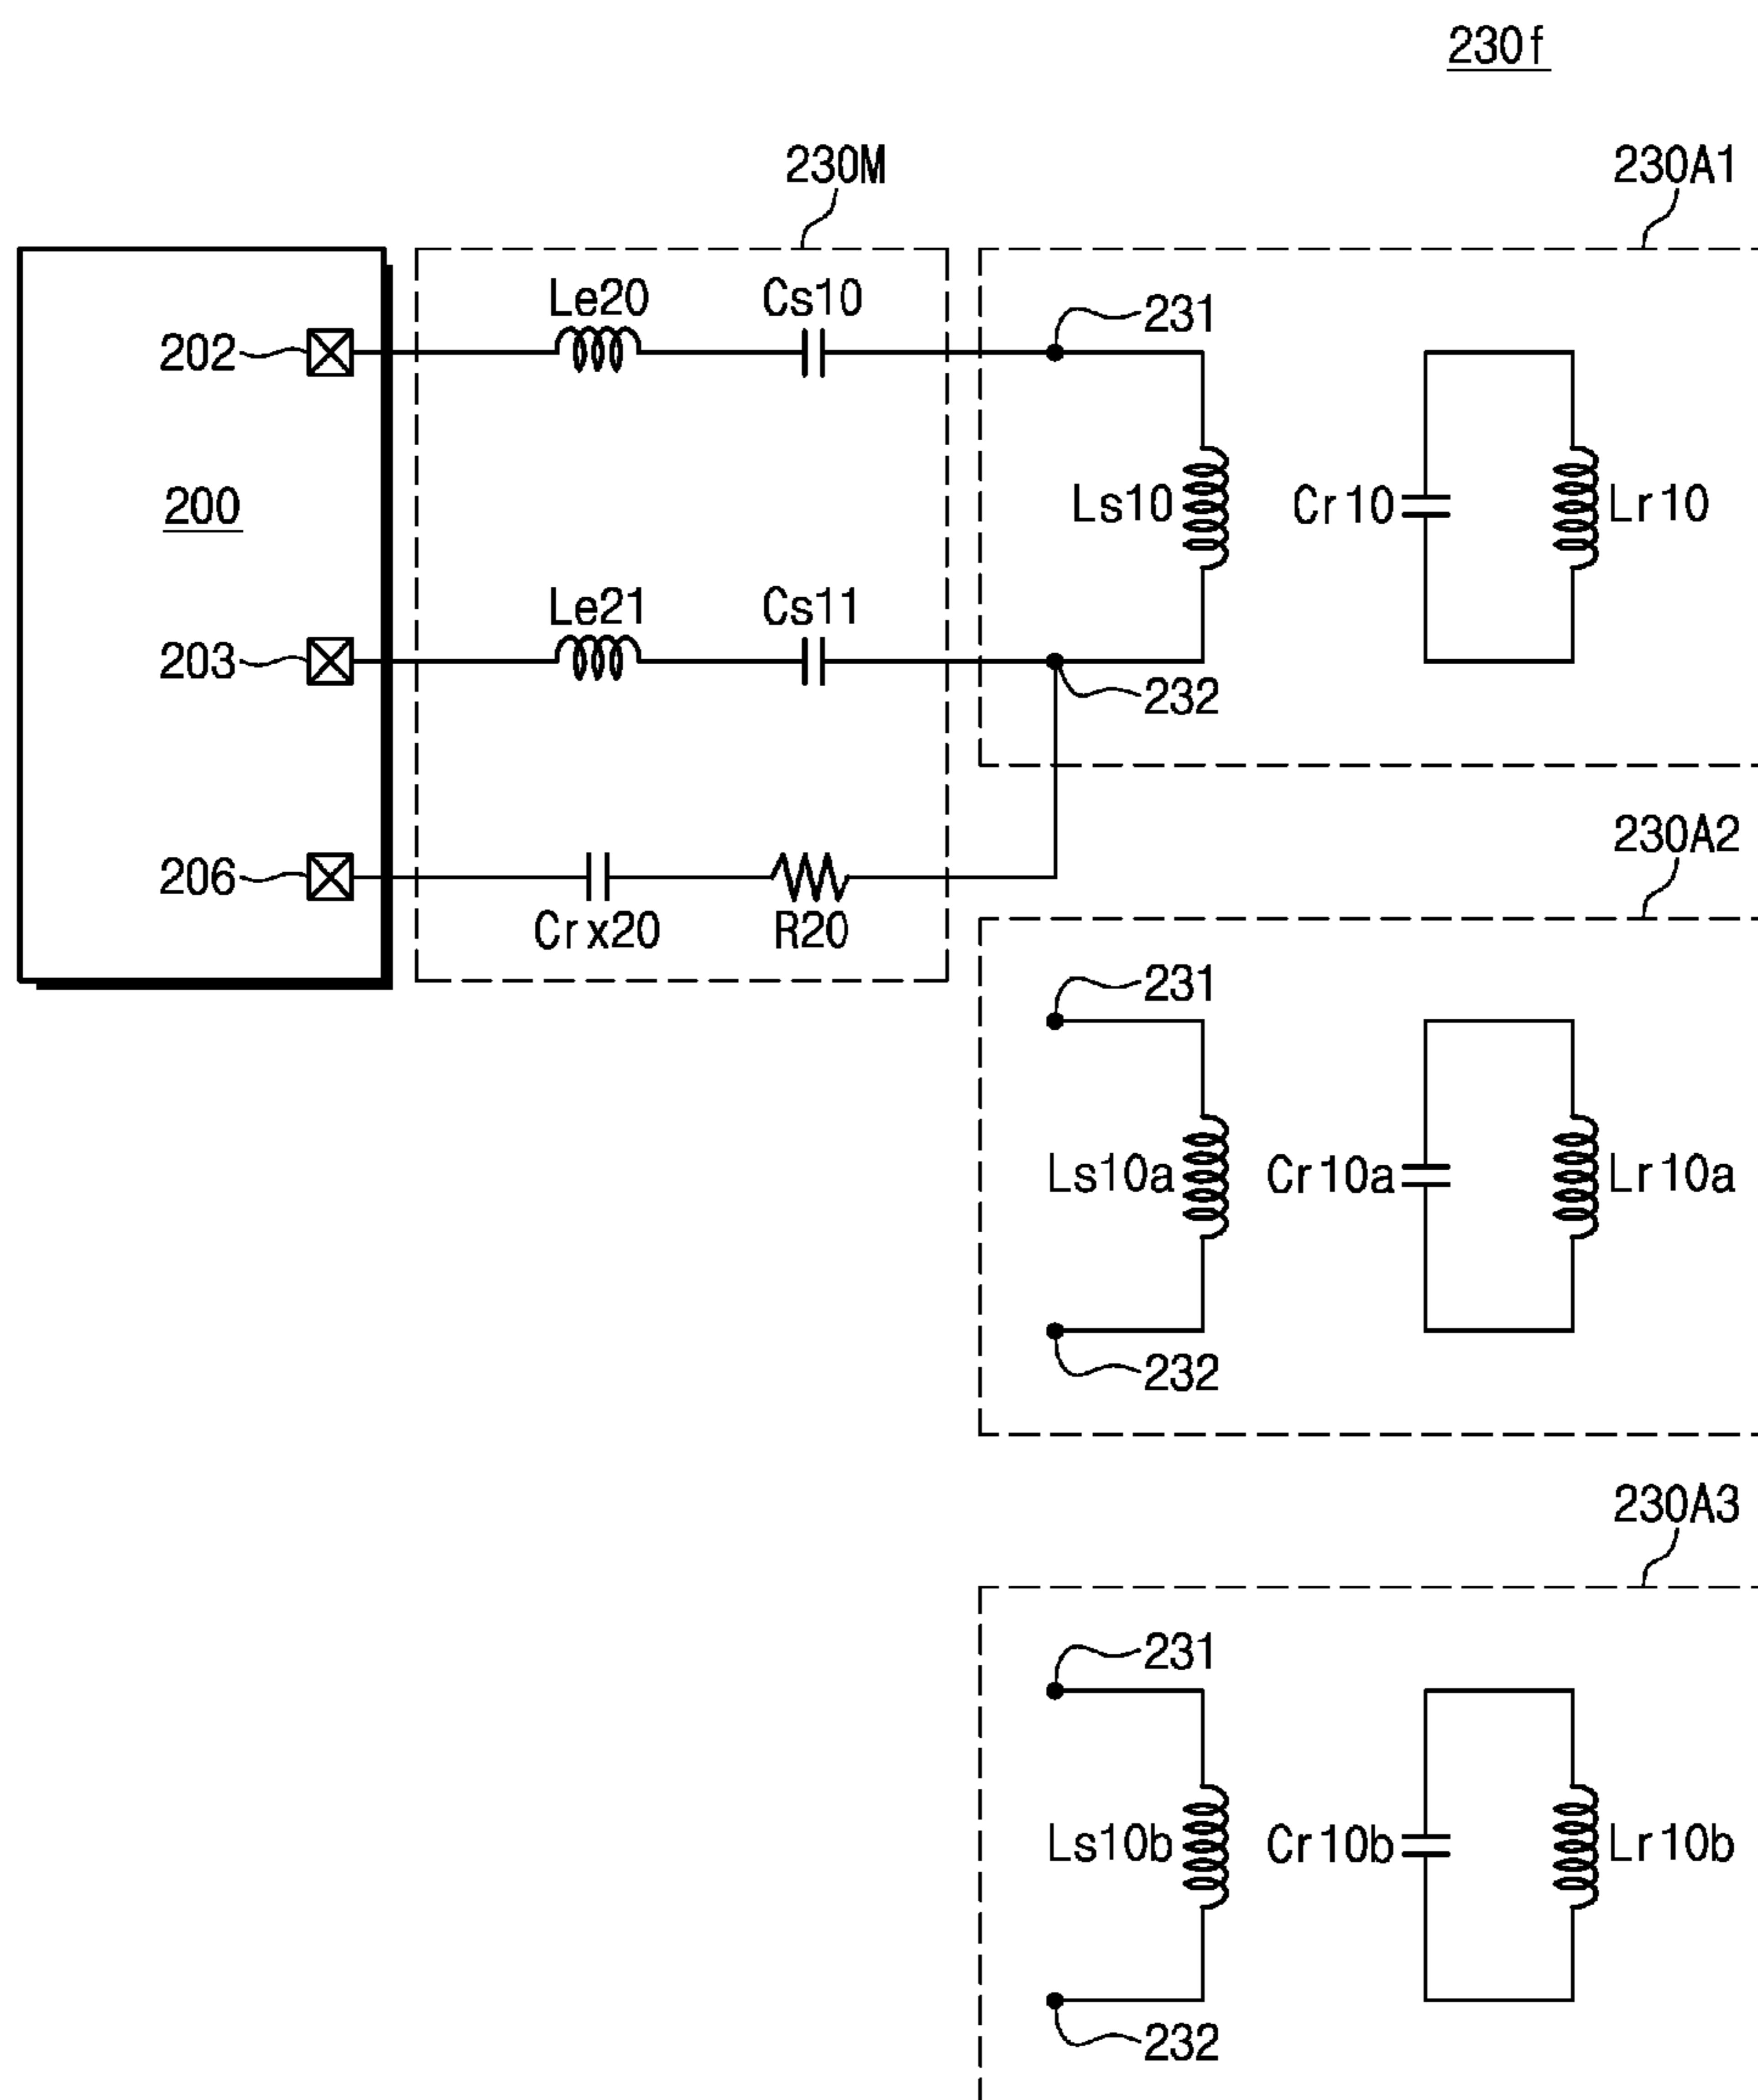 230f
230M
230A1
Le20
Cs10
231
202
200
Ls10
Cr10
Lr10
Le21
Cs11
203
232
206
Crx20
R20
230A2
231
Ls10a
Cr10a
Lr10a
232
230A3
231
Ls10b
Cr10b
Lr10b
232